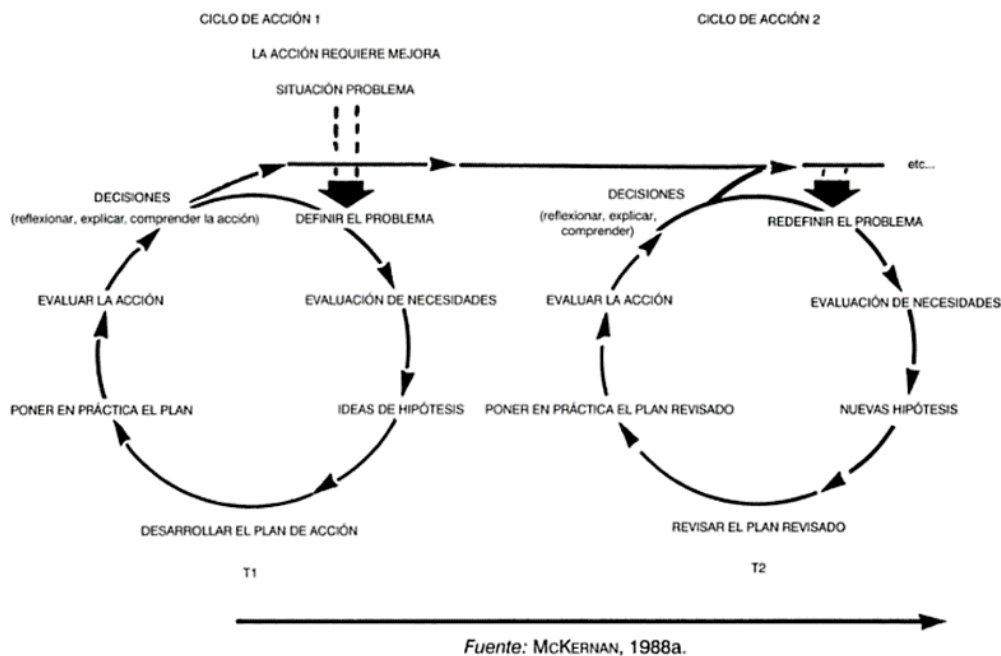 CICLO DE ACCIÓN 1
CICLO DE ACCIÓN 2
LA ACCIÓN REQUIERE MEJORA
SITUACIÓN PROBLEMA
etc...
DECISIONES
(reflexionar, explicar, comprender la acción)
DEFINIR EL PROBLEMA
EVALUACIÓN DE NECESIDADES
IDEAS DE HIPÓTESIS
DESARROLLAR EL PLAN DE ACCIÓN
PONER EN PRÁCTICA EL PLAN
EVALUAR LA ACCIÓN
T1
DECISIONES
(reflexionar, explicar,
comprender)
REDEFINIR EL PROBLEMA
EVALUACIÓN DE NECESIDADES
NUEVAS HIPÓTESIS
REVISAR EL PLAN REVISADO
PONER EN PRÁCTICA EL PLAN REVISADO
EVALUAR LA ACCIÓN
T2
Fuente: MCKERNAN, 1988a.